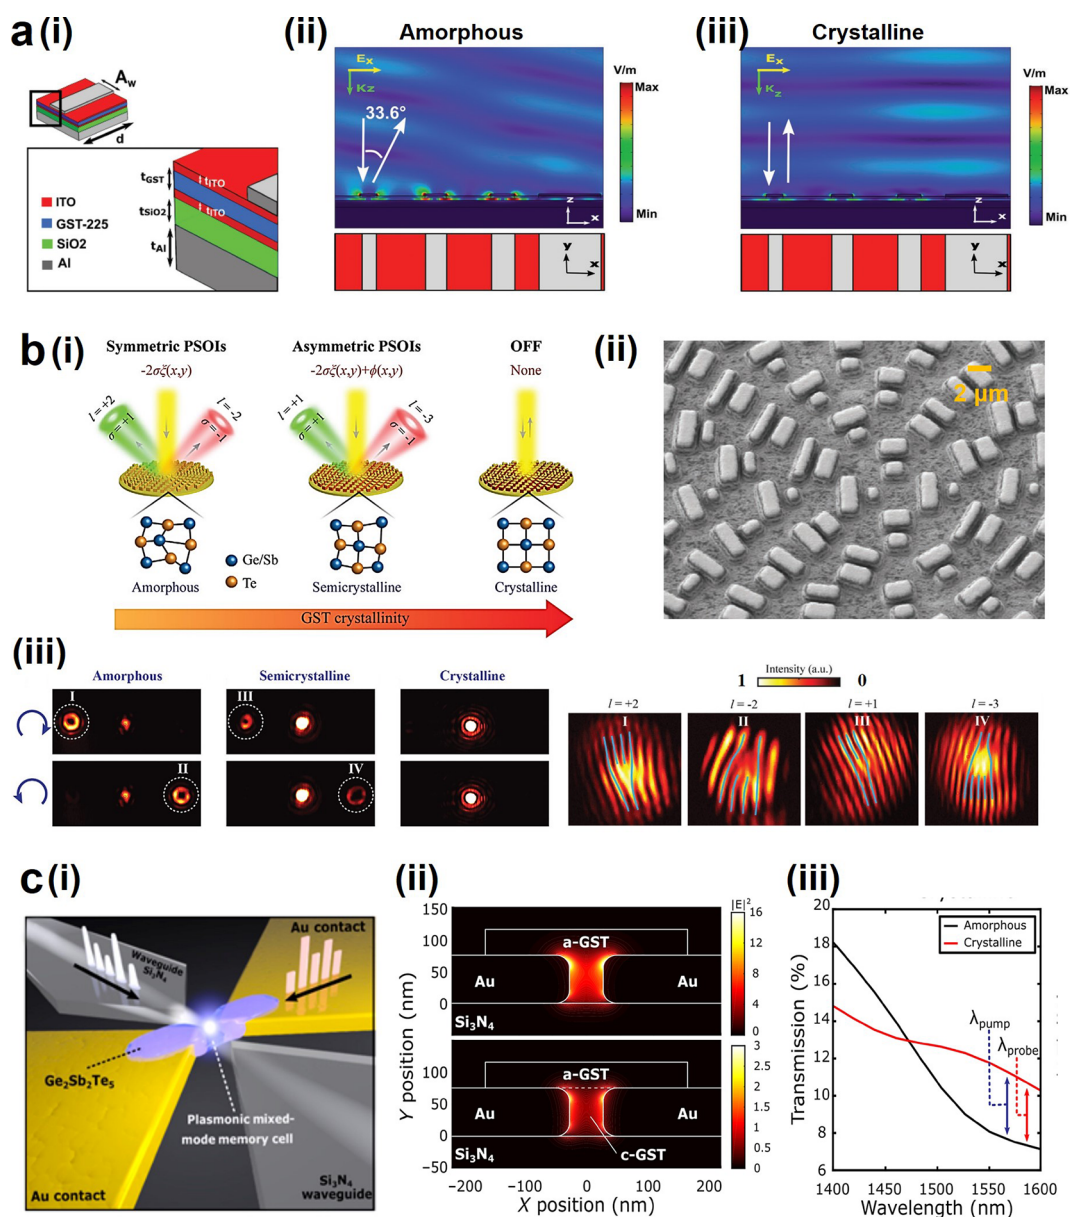 a (i)
A_w
d
t_GST
t_ITO
t_SiO2
t_ITO
t_Al
ITO
GST-225
SiO2
Al
(ii)
Amorphous
E_x
K_z
33.6°
z
x
V/m
Max
Min
y
x
(iii)
Crystalline
E_x
K_z
z
x
V/m
Max
Min
y
x
b (i)
Symmetric PSOIs
-2σξ(x,y)
l = +2
σ = +1
l = -2
σ = -1
Amorphous
Asymmetric PSOIs
-2σξ(x,y)+ϕ(x,y)
l = +1
σ = +1
l = -3
σ = -1
Semicrystalline
OFF
None
Crystalline
Ge/Sb
Te
GST crystallinity
(ii)
2 μm
(iii)
Amorphous
Semicrystalline
Crystalline
I
III
II
IV
Intensity (a.u.)
1
0
l = +2
l = -2
l = +1
l = -3
I
II
III
IV
c (i)
Au contact
Waveguide
Si₃N₄
Ge₂Sb₂Te₅
Plasmonic mixed-
mode memory cell
Au contact
Si₃N₄
waveguide
(ii)
|E|²
150
100
50
0
a-GST
Au
Au
Si₃N₄
16
14
12
10
8
6
4
2
0
100
50
0
−50
a-GST
Au
Au
Si₃N₄
c-GST
3
2.5
2
1.5
1
0.5
0
Y position (nm)
−200
−100
0
100
200
X position (nm)
(iii)
20
18
16
14
12
10
8
6
Transmission (%)
Amorphous
Crystalline
λ_pump
λ_probe
1400
1450
1500
1550
1600
Wavelength (nm)